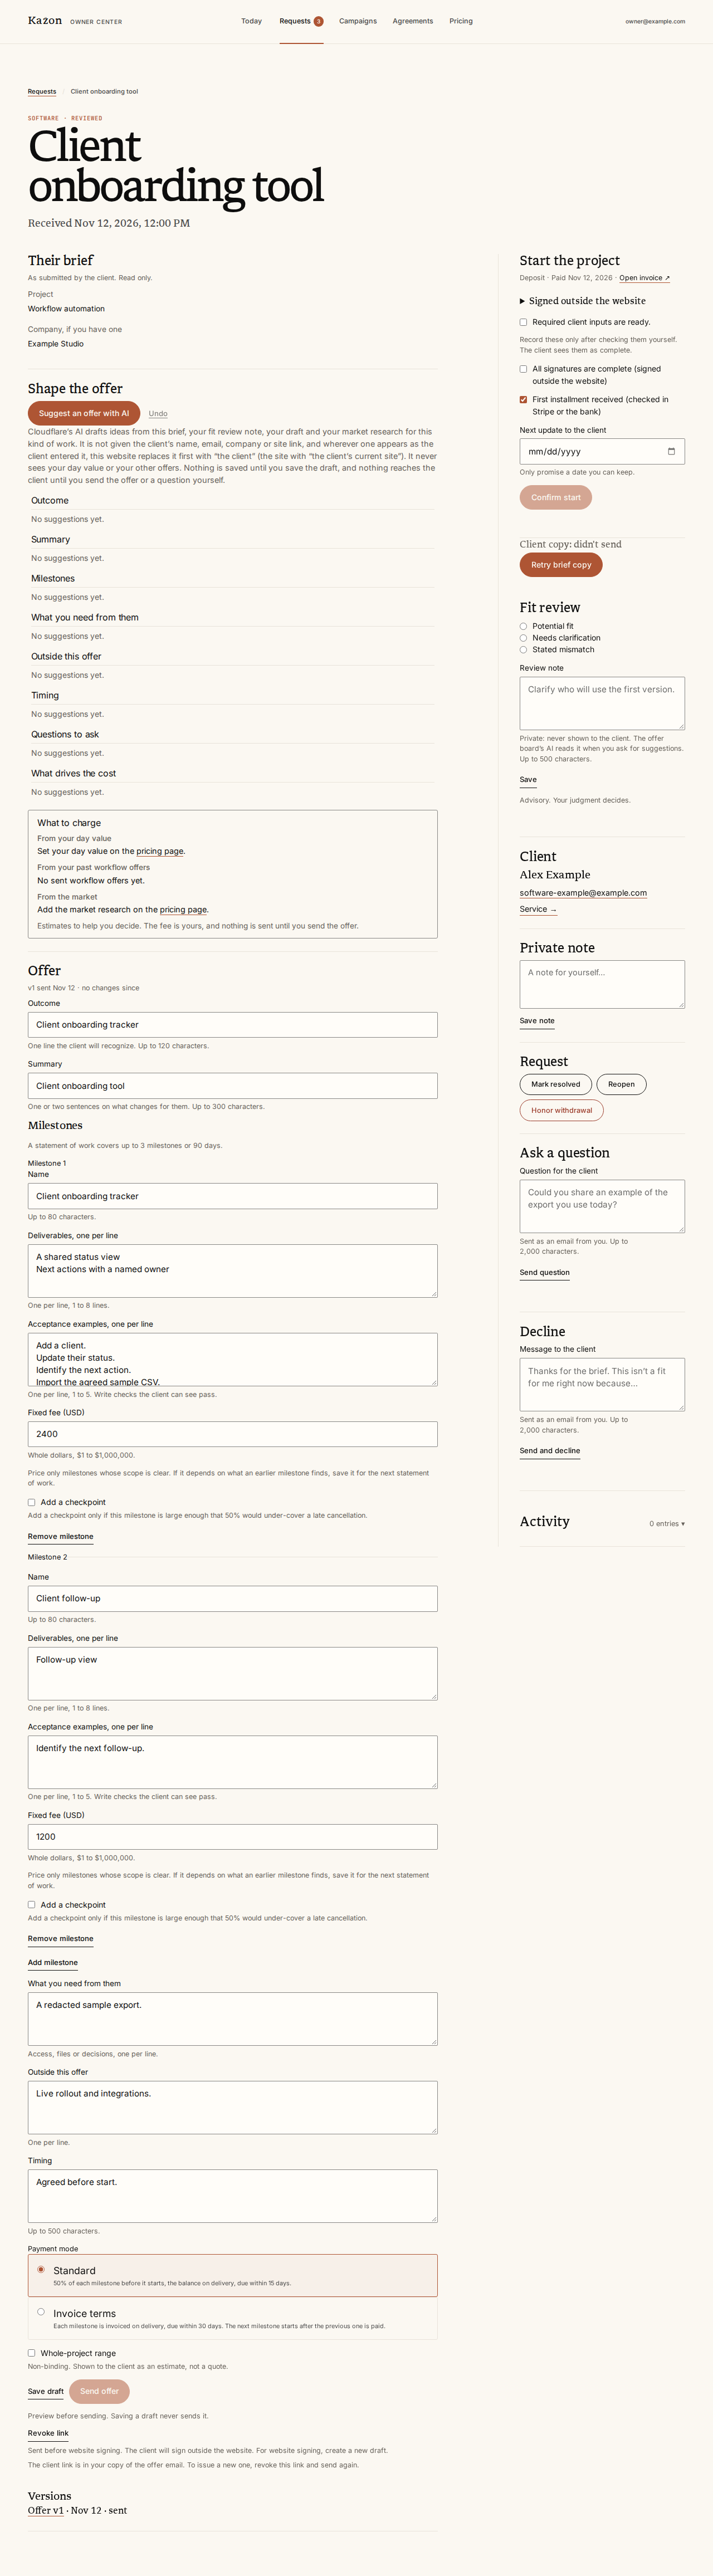 Kazon OWNER CENTER
Today
Requests 3
Campaigns
Agreements
Pricing
owner@example.com
Requests / Client onboarding tool
SOFTWARE · REVIEWED
Client
onboarding tool
Received Nov 12, 2026, 12:00 PM
Their brief
As submitted by the client. Read only.
Project
Workflow automation
Company, if you have one
Example Studio
Shape the offer
Suggest an offer with AI
Undo
Cloudflare's AI drafts ideas from this brief, your fit review note, your draft and your market research for this
kind of work. It is not given the client's name, email, company or site link, and wherever one appears as the
client entered it, this website replaces it first with “the client” (the site with “the client's current site”). It never
sees your day value or your other offers. Nothing is saved until you save the draft, and nothing reaches the
client until you send the offer or a question yourself.
Outcome
No suggestions yet.
Summary
No suggestions yet.
Milestones
No suggestions yet.
What you need from them
No suggestions yet.
Outside this offer
No suggestions yet.
Timing
No suggestions yet.
Questions to ask
No suggestions yet.
What drives the cost
No suggestions yet.
What to charge
From your day value
Set your day value on the pricing page.
From your past workflow offers
No sent workflow offers yet.
From the market
Add the market research on the pricing page.
Estimates to help you decide. The fee is yours, and nothing is sent until you send the offer.
Offer
v1 sent Nov 12 · no changes since
Outcome
Client onboarding tracker
One line the client will recognize. Up to 120 characters.
Summary
Client onboarding tool
One or two sentences on what changes for them. Up to 300 characters.
Milestones
A statement of work covers up to 3 milestones or 90 days.
Milestone 1
Name
Client onboarding tracker
Up to 80 characters.
Deliverables, one per line
A shared status view
Next actions with a named owner
One per line, 1 to 8 lines.
Acceptance examples, one per line
Add a client.
Update their status.
Identify the next action.
Import the agreed sample CSV.
One per line, 1 to 5. Write checks the client can see pass.
Fixed fee (USD)
2400
Whole dollars, $1 to $1,000,000.
Price only milestones whose scope is clear. If it depends on what an earlier milestone finds, save it for the next statement
of work.
Add a checkpoint
Add a checkpoint only if this milestone is large enough that 50% would under-cover a late cancellation.
Remove milestone
Milestone 2
Name
Client follow-up
Up to 80 characters.
Deliverables, one per line
Follow-up view
One per line, 1 to 8 lines.
Acceptance examples, one per line
Identify the next follow-up.
One per line, 1 to 5. Write checks the client can see pass.
Fixed fee (USD)
1200
Whole dollars, $1 to $1,000,000.
Price only milestones whose scope is clear. If it depends on what an earlier milestone finds, save it for the next statement
of work.
Add a checkpoint
Add a checkpoint only if this milestone is large enough that 50% would under-cover a late cancellation.
Remove milestone
Add milestone
What you need from them
A redacted sample export.
Access, files or decisions, one per line.
Outside this offer
Live rollout and integrations.
One per line.
Timing
Agreed before start.
Up to 500 characters.
Payment mode
Standard
50% of each milestone before it starts, the balance on delivery, due within 15 days.
Invoice terms
Each milestone is invoiced on delivery, due within 30 days. The next milestone starts after the previous one is paid.
Whole-project range
Non-binding. Shown to the client as an estimate, not a quote.
Save draft
Send offer
Preview before sending. Saving a draft never sends it.
Revoke link
Sent before website signing. The client will sign outside the website. For website signing, create a new draft.
The client link is in your copy of the offer email. To issue a new one, revoke this link and send again.
Versions
Offer v1 · Nov 12 · sent
Start the project
Deposit · Paid Nov 12, 2026 · Open invoice ↗
▶ Signed outside the website
Required client inputs are ready.
Record these only after checking them yourself.
The client sees them as complete.
All signatures are complete (signed
outside the website)
First installment received (checked in
Stripe or the bank)
Next update to the client
mm/dd/yyyy
Only promise a date you can keep.
Confirm start
Client copy: didn't send
Retry brief copy
Fit review
Potential fit
Needs clarification
Stated mismatch
Review note
Clarify who will use the first version.
Private: never shown to the client. The offer
board's AI reads it when you ask for suggestions.
Up to 500 characters.
Save
Advisory. Your judgment decides.
Client
Alex Example
software-example@example.com
Service →
Private note
A note for yourself...
Save note
Request
Mark resolved
Reopen
Honor withdrawal
Ask a question
Question for the client
Could you share an example of the
export you use today?
Sent as an email from you. Up to
2,000 characters.
Send question
Decline
Message to the client
Thanks for the brief. This isn't a fit
for me right now because...
Sent as an email from you. Up to
2,000 characters.
Send and decline
Activity
0 entries ▾